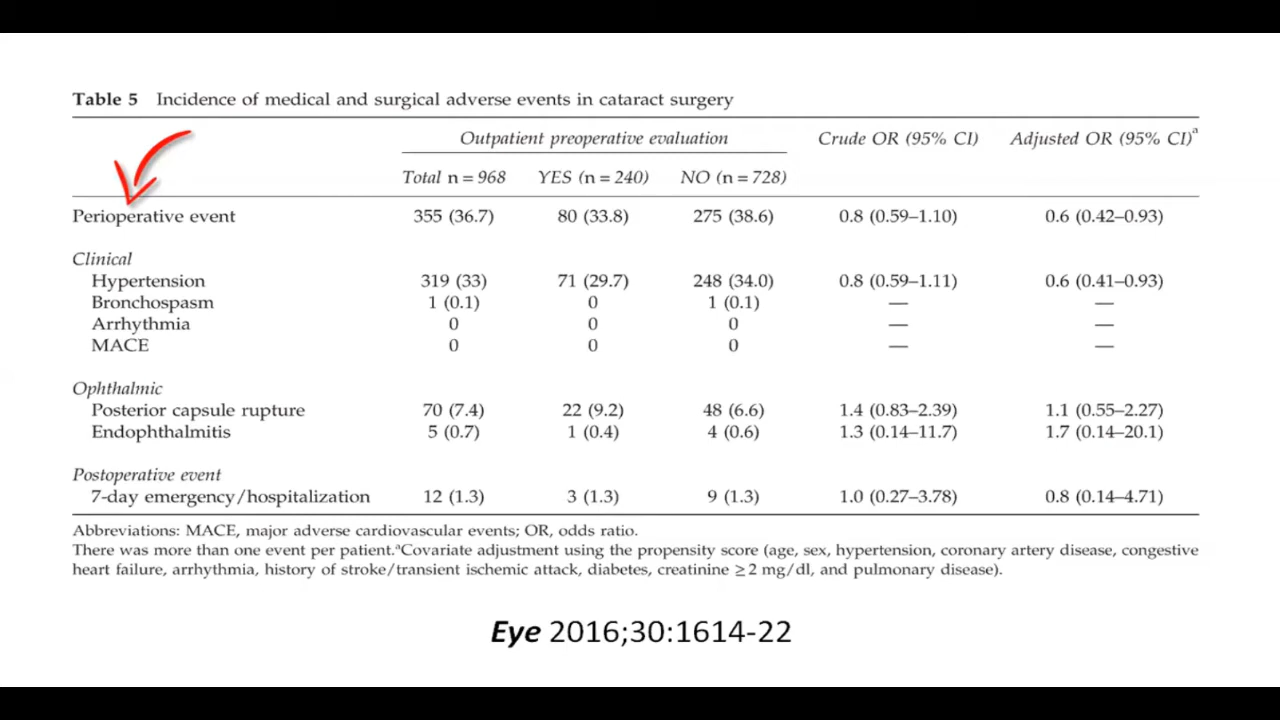 Table 5 Incidence of medical and surgical adverse events in cataract surgery
Outpatient preoperative evaluation Crude OR (95% CI) Adjusted OR (95% CI)a
Total n = 968 YES (n = 240) NO (n = 728)
Perioperative event 355 (36.7) 80 (33.8) 275 (38.6) 0.8 (0.59–1.10) 0.6 (0.42–0.93)
Clinical
Hypertension 319 (33) 71 (29.7) 248 (34.0) 0.8 (0.59–1.11) 0.6 (0.41–0.93)
Bronchospasm 1 (0.1) 0 1 (0.1) — —
Arrhythmia 0 0 0 — —
MACE 0 0 0 — —
Ophthalmic
Posterior capsule rupture 70 (7.4) 22 (9.2) 48 (6.6) 1.4 (0.83–2.39) 1.1 (0.55–2.27)
Endophthalmitis 5 (0.7) 1 (0.4) 4 (0.6) 1.3 (0.14–11.7) 1.7 (0.14–20.1)
Postoperative event
7-day emergency/hospitalization 12 (1.3) 3 (1.3) 9 (1.3) 1.0 (0.27–3.78) 0.8 (0.14–4.71)
Abbreviations: MACE, major adverse cardiovascular events; OR, odds ratio.
There was more than one event per patient.aCovariate adjustment using the propensity score (age, sex, hypertension, coronary artery disease, congestive
heart failure, arrhythmia, history of stroke/transient ischemic attack, diabetes, creatinine ≥2 mg/dl, and pulmonary disease).
Eye 2016;30:1614-22